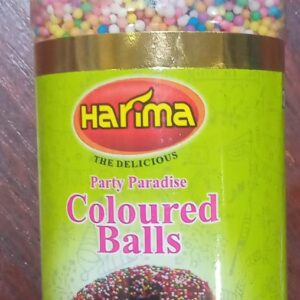 Harima
THE DELICIOUS
Party Paradise
Coloured
Balls